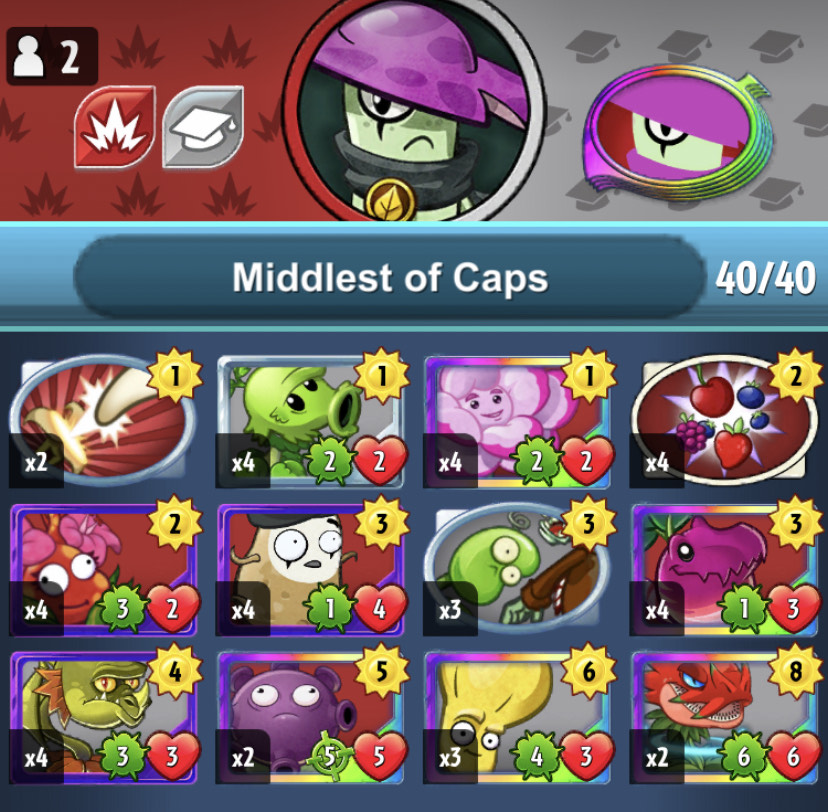 2
Middlest of Caps 40/40
1 1 1 2
x2 x4 2 2 x4 2 2 x4
2 3 3 3
x4 3 2 x4 1 4 x3 x4 1 3
4 5 6 8
x4 3 3 x2 5 5 x3 4 3 x2 6 6